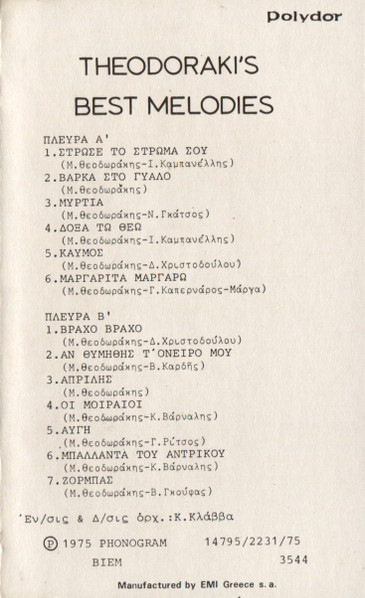 Polydor
THEODORAKI'S
BEST MELODIES
ΠΛΕΥΡΑ Α'
1.ΣΤΡΩΣΕ ΤΟ ΣΤΡΩΜΑ ΣΟΥ
(Μ.Θεοδωράκης-Ι.Καμπανέλλης)
2.ΒΑΡΚΑ ΣΤΟ ΓΥΑΛΟ
(Μ.Θεοδωράκης)
3.ΜΥΡΤΙΑ
(Μ.Θεοδωράκης-Ν.Γκάτσος)
4.ΔΟΞΑ ΤΩ ΘΕΩ
(Μ.Θεοδωράκης-Ι.Καμπανέλλης)
5.ΚΑΥΜΟΣ
(Μ.Θεοδωράκης-Δ.Χριστοδούλου)
6.ΜΑΡΓΑΡΙΤΑ ΜΑΡΓΑΡΩ
(Μ.Θεοδωράκης-Γ.Καπερνάρος-Μάργα)
ΠΛΕΥΡΑ Β'
1.ΒΡΑΧΟ ΒΡΑΧΟ
(Μ.Θεοδωράκης-Δ.Χριστοδούλου)
2.ΑΝ ΘΥΜΗΘΗΣ Τ'ΟΝΕΙΡΟ ΜΟΥ
(Μ.Θεοδωράκης-Β.Καρδῆς)
3.ΑΠΡΙΛΗΣ
(Μ.Θεοδωράκης)
4.ΟΙ ΜΟΙΡΑΙΟΙ
(Μ.Θεοδωράκης-Κ.Βάρναλης)
5.ΑΥΓΗ
(Μ.Θεοδωράκης-Γ.Ρίτσος)
6.ΜΠΑΛΛΑΝΤΑ ΤΟΥ ΑΝΤΡΙΚΟΥ
(Μ.Θεοδωράκης-Κ.Βάρναλης)
7.ΖΟΡΜΠΑΣ
(Μ.Θεοδωράκης-Β.Γκούφας)
Ἐν/σις & Δ/σις ὀρχ.:Κ.Κλάββα
Ⓟ 1975 PHONOGRAM 14795/2231/75
BIEM 3544
Manufactured by EMI Greece s.a.